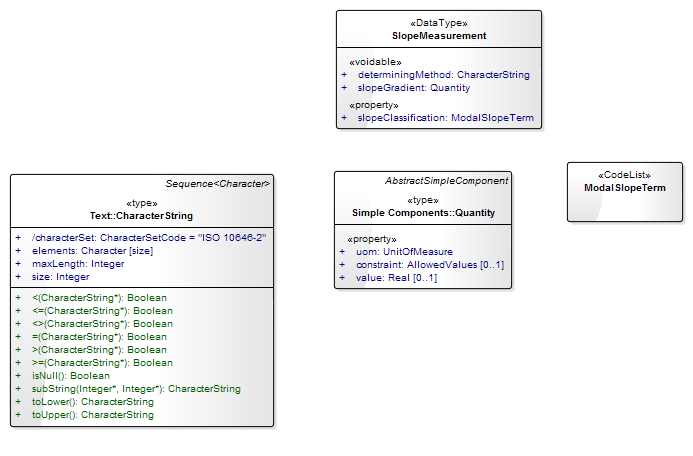 «DataType»
SlopeMeasurement
«voidable»
+ determiningMethod: CharacterString
+ slopeGradient: Quantity
«property»
+ slopeClassification: ModalSlopeTerm
Sequence<Character>
«type»
Text::CharacterString
+ /characterSet: CharacterSetCode = "ISO 10646-2"
+ elements: Character [size]
+ maxLength: Integer
+ size: Integer
+ <(CharacterString*): Boolean
+ <=(CharacterString*): Boolean
+ <>(CharacterString*): Boolean
+ =(CharacterString*): Boolean
+ >(CharacterString*): Boolean
+ >=(CharacterString*): Boolean
+ isNull(): Boolean
+ subString(Integer*, Integer*): CharacterString
+ toLower(): CharacterString
+ toUpper(): CharacterString
AbstractSimpleComponent
«type»
Simple Components::Quantity
«property»
+ uom: UnitOfMeasure
+ constraint: AllowedValues [0..1]
+ value: Real [0..1]
«CodeList»
ModalSlopeTerm